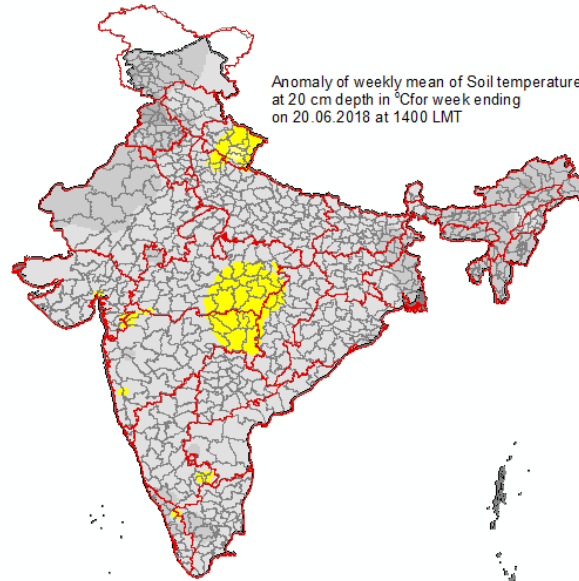 Anomaly of weekly mean of Soil temperature
at 20 cm depth in °Cfor week ending
on 20.06.2018 at 1400 LMT